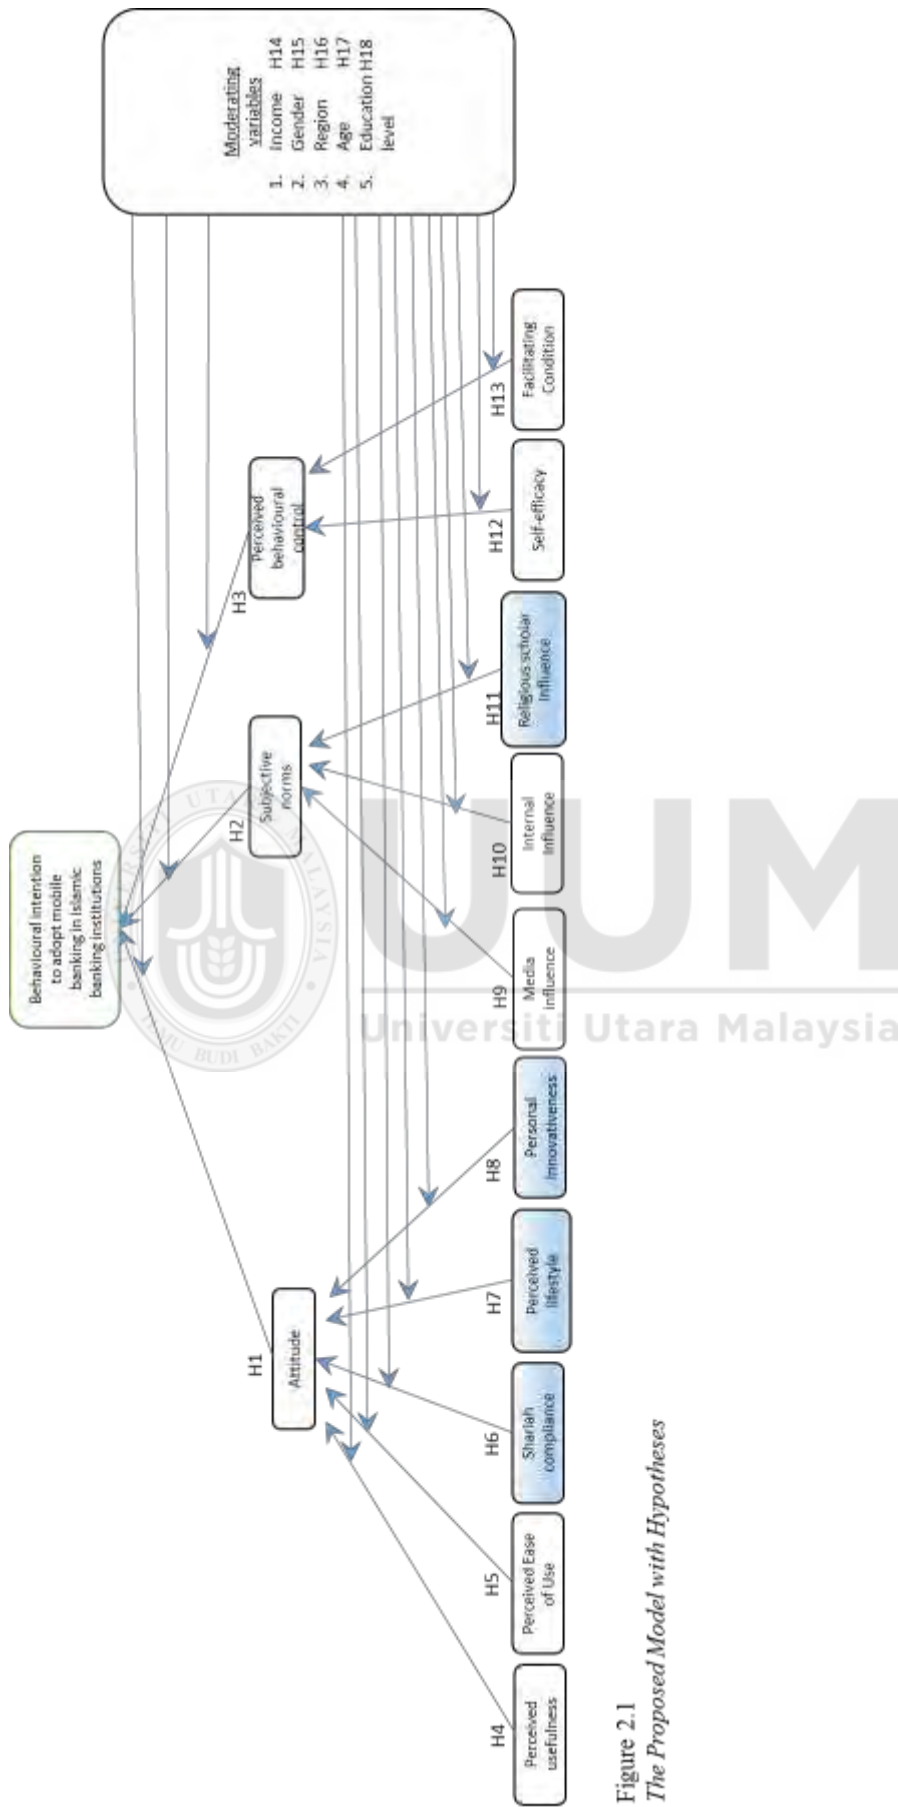 Behavioural intention
to adopt mobile
banking in Islamic
banking institutions
Moderating
variables
1. Income H14
2. Gender H15
3. Region H16
4. Age H17
5. Education H18
level
H1
Attitude
H2
Subjective
norms
H3
Perceived
behavioural
control
H4
Perceived
usefulness
H5
Perceived Ease
of Use
H6
Shariah
compliance
H7
Perceived
lifestyle
H8
Personal
Innovativeness
H9
Media
influence
H10
Internal
Influence
H11
Religious scholar
Influence
H12
Self-efficacy
H13
Facilitating
Condition
UUM
Universiti Utara Malaysia
Figure 2.1
The Proposed Model with Hypotheses